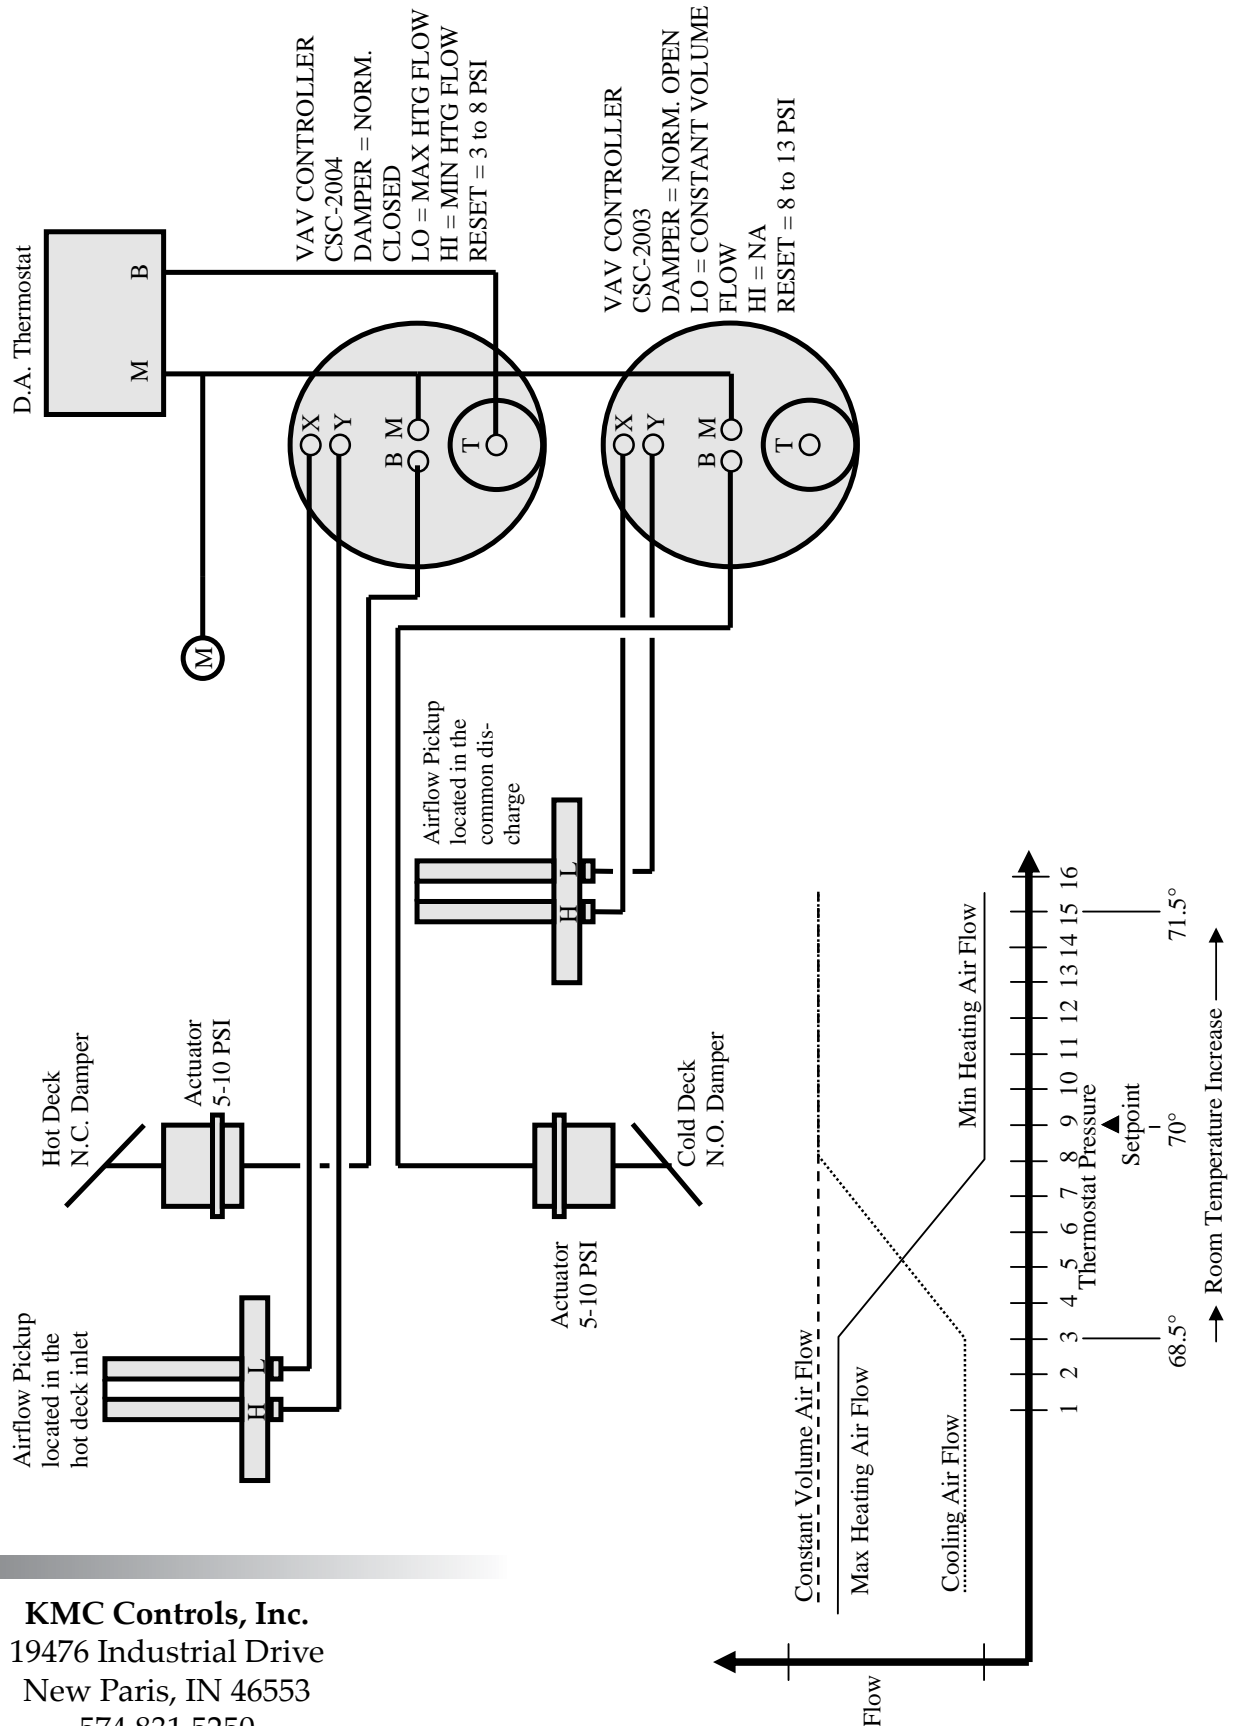 D.A. Thermostat
M
B
VAV CONTROLLER
CSC-2004
DAMPER = NORM.
CLOSED
LO = MAX HTG FLOW
HI = MIN HTG FLOW
RESET = 3 to 8 PSI
X
Y
B M
T
VAV CONTROLLER
CSC-2003
DAMPER = NORM. OPEN
LO = CONSTANT VOLUME
FLOW
HI = NA
RESET = 8 to 13 PSI
X
Y
B M
T
M
Airflow Pickup
located in the
common dis-
charge
H L
Hot Deck
N.C. Damper
Actuator
5-10 PSI
Cold Deck
N.O. Damper
Actuator
5-10 PSI
Airflow Pickup
located in the
hot deck inlet
H L
Constant Volume Air Flow
Max Heating Air Flow
Cooling Air Flow
Min Heating Air Flow
Flow
1 2 3 4 5 6 7 8 9 10 11 12 13 14 15 16
Thermostat Pressure
Setpoint
68.5° 70° 71.5°
Room Temperature Increase
KMC Controls, Inc.
19476 Industrial Drive
New Paris, IN 46553
574.831.5250